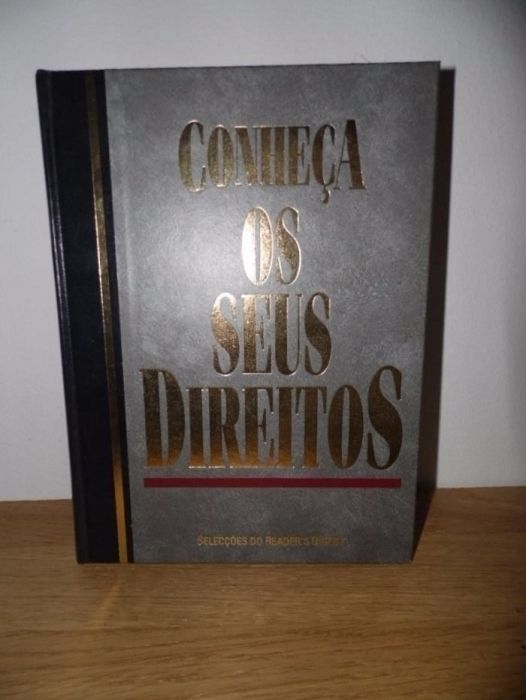 CONHEÇA
OS
SEUS
DIREITOS
SELECÇÕES DO READER'S DIGEST